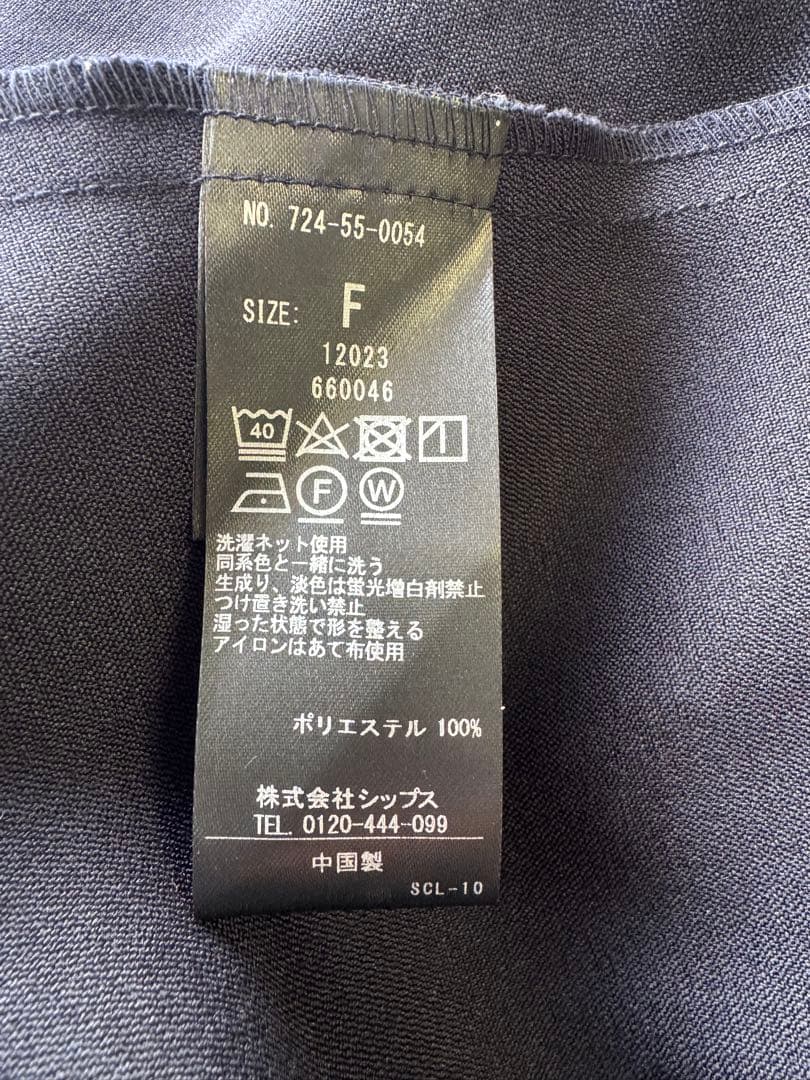 NO. 724-55-0054
SIZE: F
12023
660046
40
F W
洗濯ネット使用
同系色と一緒に洗う
生成り、淡色は蛍光増白剤禁止
つけ置き洗い禁止
湿った状態で形を整える
アイロンはあて布使用
ポリエステル 100%
株式会社シップス
TEL. 0120-444-099
中国製
SCL-10